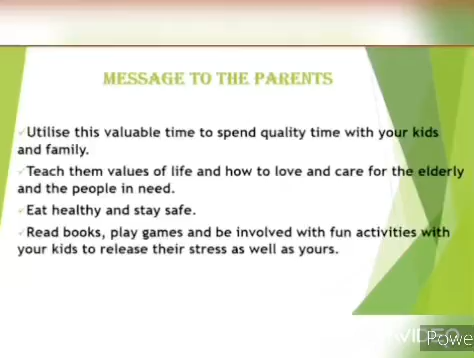 MESSAGE TO THE PARENTS
✓Utilise this valuable time to spend quality time with your kids
and family.
✓Teach them values of life and how to love and care for the elderly
and the people in need.
✓Eat healthy and stay safe.
✓Read books, play games and be involved with fun activities with
your kids to release their stress as well as yours.
Powe